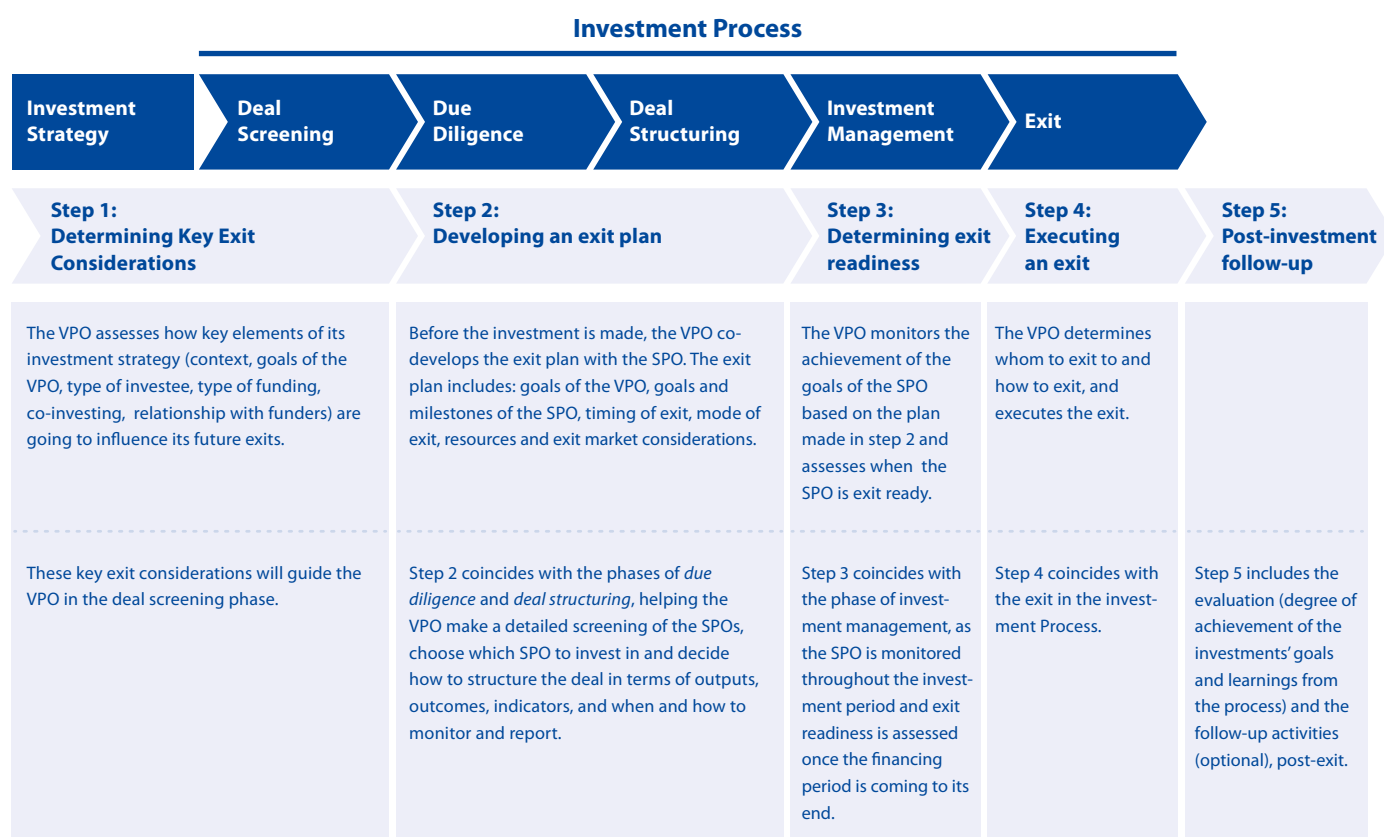 Investment Process
Investment
Strategy
Deal
Screening
Due
Diligence
Deal
Structuring
Investment
Management
Exit
Step 1:
Determining Key Exit
Considerations
Step 2:
Developing an exit plan
Step 3:
Determining exit
readiness
Step 4:
Executing
an exit
Step 5:
Post-investment
follow-up
The VPO assesses how key elements of its
investment strategy (context, goals of the
VPO, type of investee, type of funding,
co-investing, relationship with funders) are
going to influence its future exits.
Before the investment is made, the VPO co-
develops the exit plan with the SPO. The exit
plan includes: goals of the VPO, goals and
milestones of the SPO, timing of exit, mode of
exit, resources and exit market considerations.
The VPO monitors the
achievement of the
goals of the SPO
based on the plan
made in step 2 and
assesses when the
SPO is exit ready.
The VPO determines
whom to exit to and
how to exit, and
executes the exit.
These key exit considerations will guide the
VPO in the deal screening phase.
Step 2 coincides with the phases of due
diligence and deal structuring, helping the
VPO make a detailed screening of the SPOs,
choose which SPO to invest in and decide
how to structure the deal in terms of outputs,
outcomes, indicators, and when and how to
monitor and report.
Step 3 coincides with
the phase of invest-
ment management, as
the SPO is monitored
throughout the invest-
ment period and exit
readiness is assessed
once the financing
period is coming to its
end.
Step 4 coincides with
the exit in the invest-
ment Process.
Step 5 includes the
evaluation (degree of
achievement of the
investments' goals
and learnings from
the process) and the
follow-up activities
(optional), post-exit.